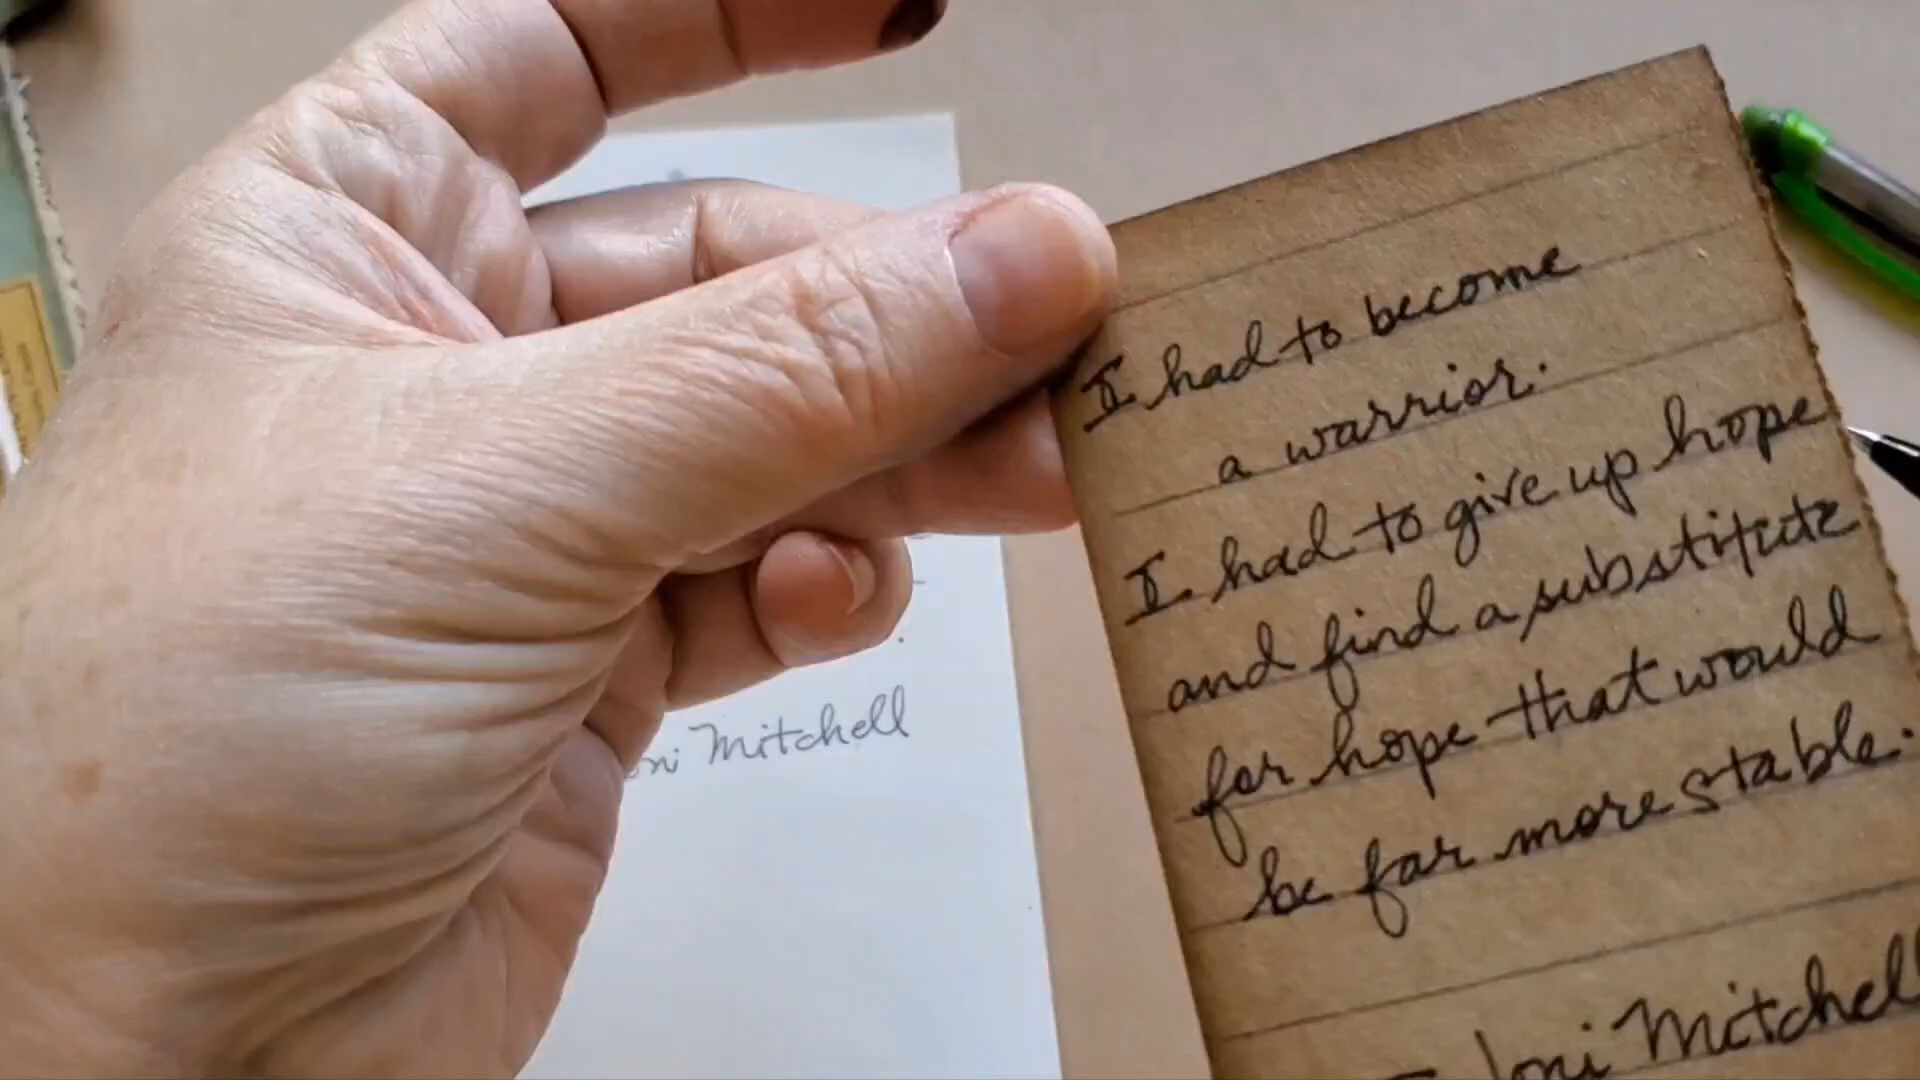 I had to become
a warrior.
I had to give up hope
and find a substitute
for hope that would
be far more stable.
Joni Mitchell
oni Mitchell